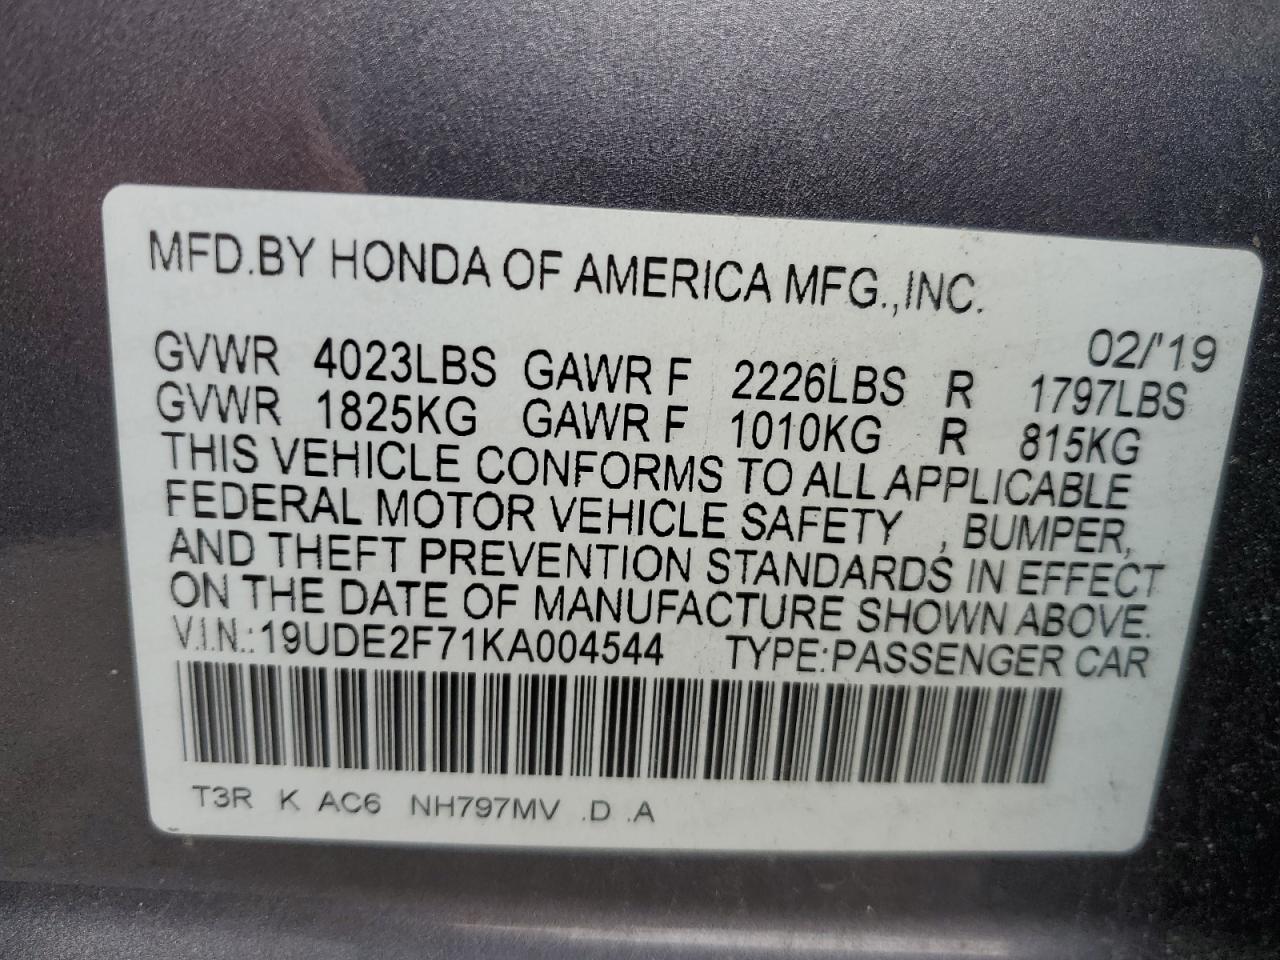 MFD.BY HONDA OF AMERICA MFG.,INC.
02/'19
GVWR 4023LBS GAWR F 2226LBS R 1797LBS
GVWR 1825KG GAWR F 1010KG R 815KG
THIS VEHICLE CONFORMS TO ALL APPLICABLE
FEDERAL MOTOR VEHICLE SAFETY , BUMPER,
AND THEFT PREVENTION STANDARDS IN EFFECT
ON THE DATE OF MANUFACTURE SHOWN ABOVE.
V.I.N.:19UDE2F71KA004544 TYPE:PASSENGER CAR
T3R K AC6 NH797MV .D .A